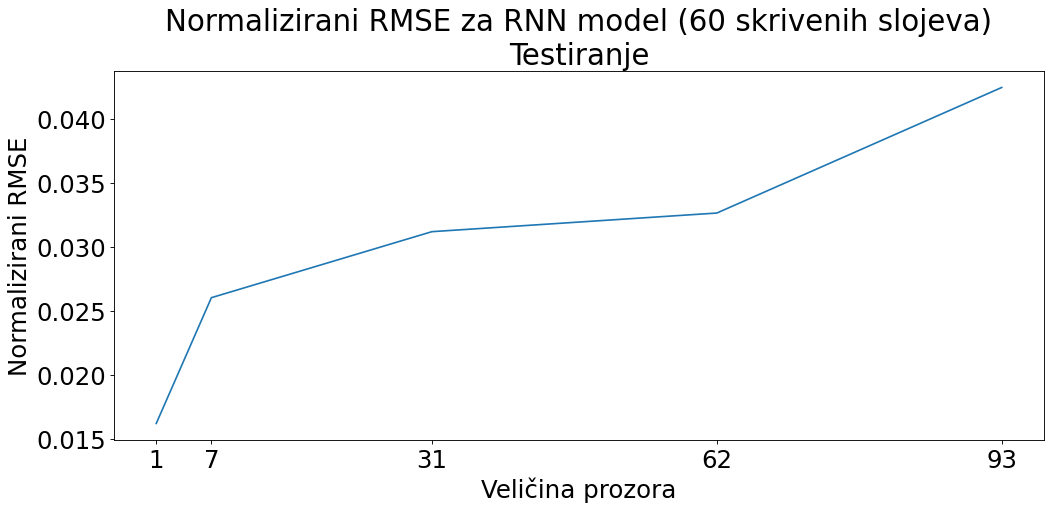 Normalizirani RMSE za RNN model (60 skrivenih slojeva)
Testiranje
Normalizirani RMSE
0.040
0.035
0.030
0.025
0.020
0.015
1 7 31 62 93
Veličina prozora